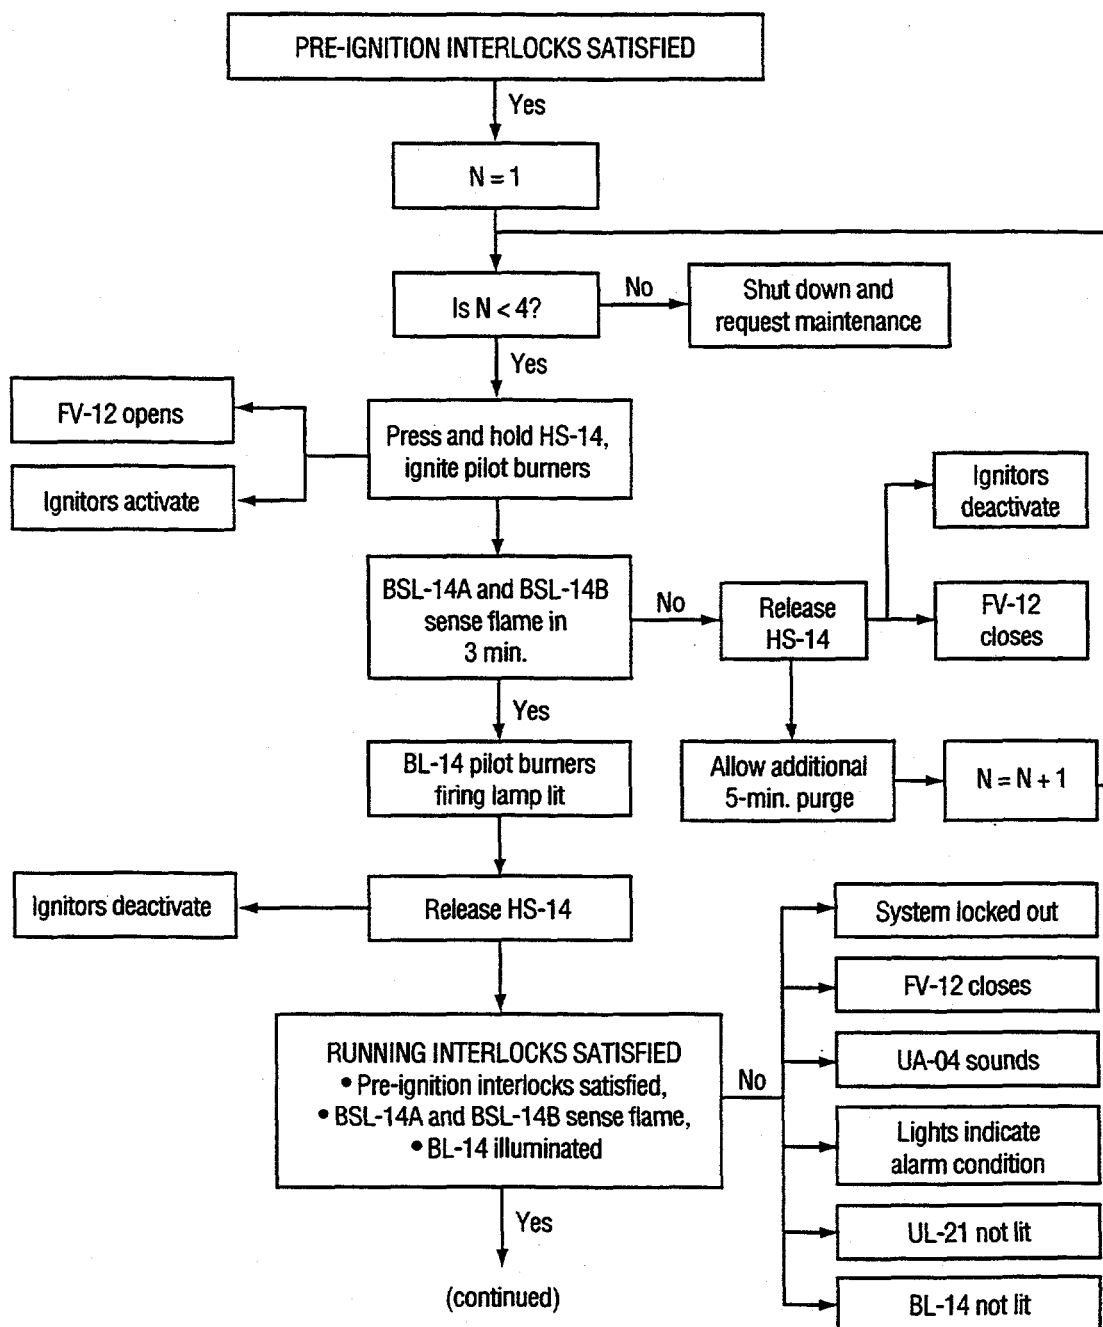 PRE-IGNITION INTERLOCKS SATISFIED
Yes
N = 1
Is N < 4?
No
Shut down and
request maintenance
Yes
FV-12 opens
Ignitors activate
Press and hold HS-14,
ignite pilot burners
Ignitors
deactivate
BSL-14A and BSL-14B
sense flame in
3 min.
No
Release
HS-14
FV-12
closes
Yes
BL-14 pilot burners
firing lamp lit
Allow additional
5-min. purge
N = N + 1
Ignitors deactivate
Release HS-14
System locked out
FV-12 closes
RUNNING INTERLOCKS SATISFIED
• Pre-ignition interlocks satisfied,
• BSL-14A and BSL-14B sense flame,
• BL-14 illuminated
No
UA-04 sounds
Lights indicate
alarm condition
Yes
UL-21 not lit
(continued)
BL-14 not lit